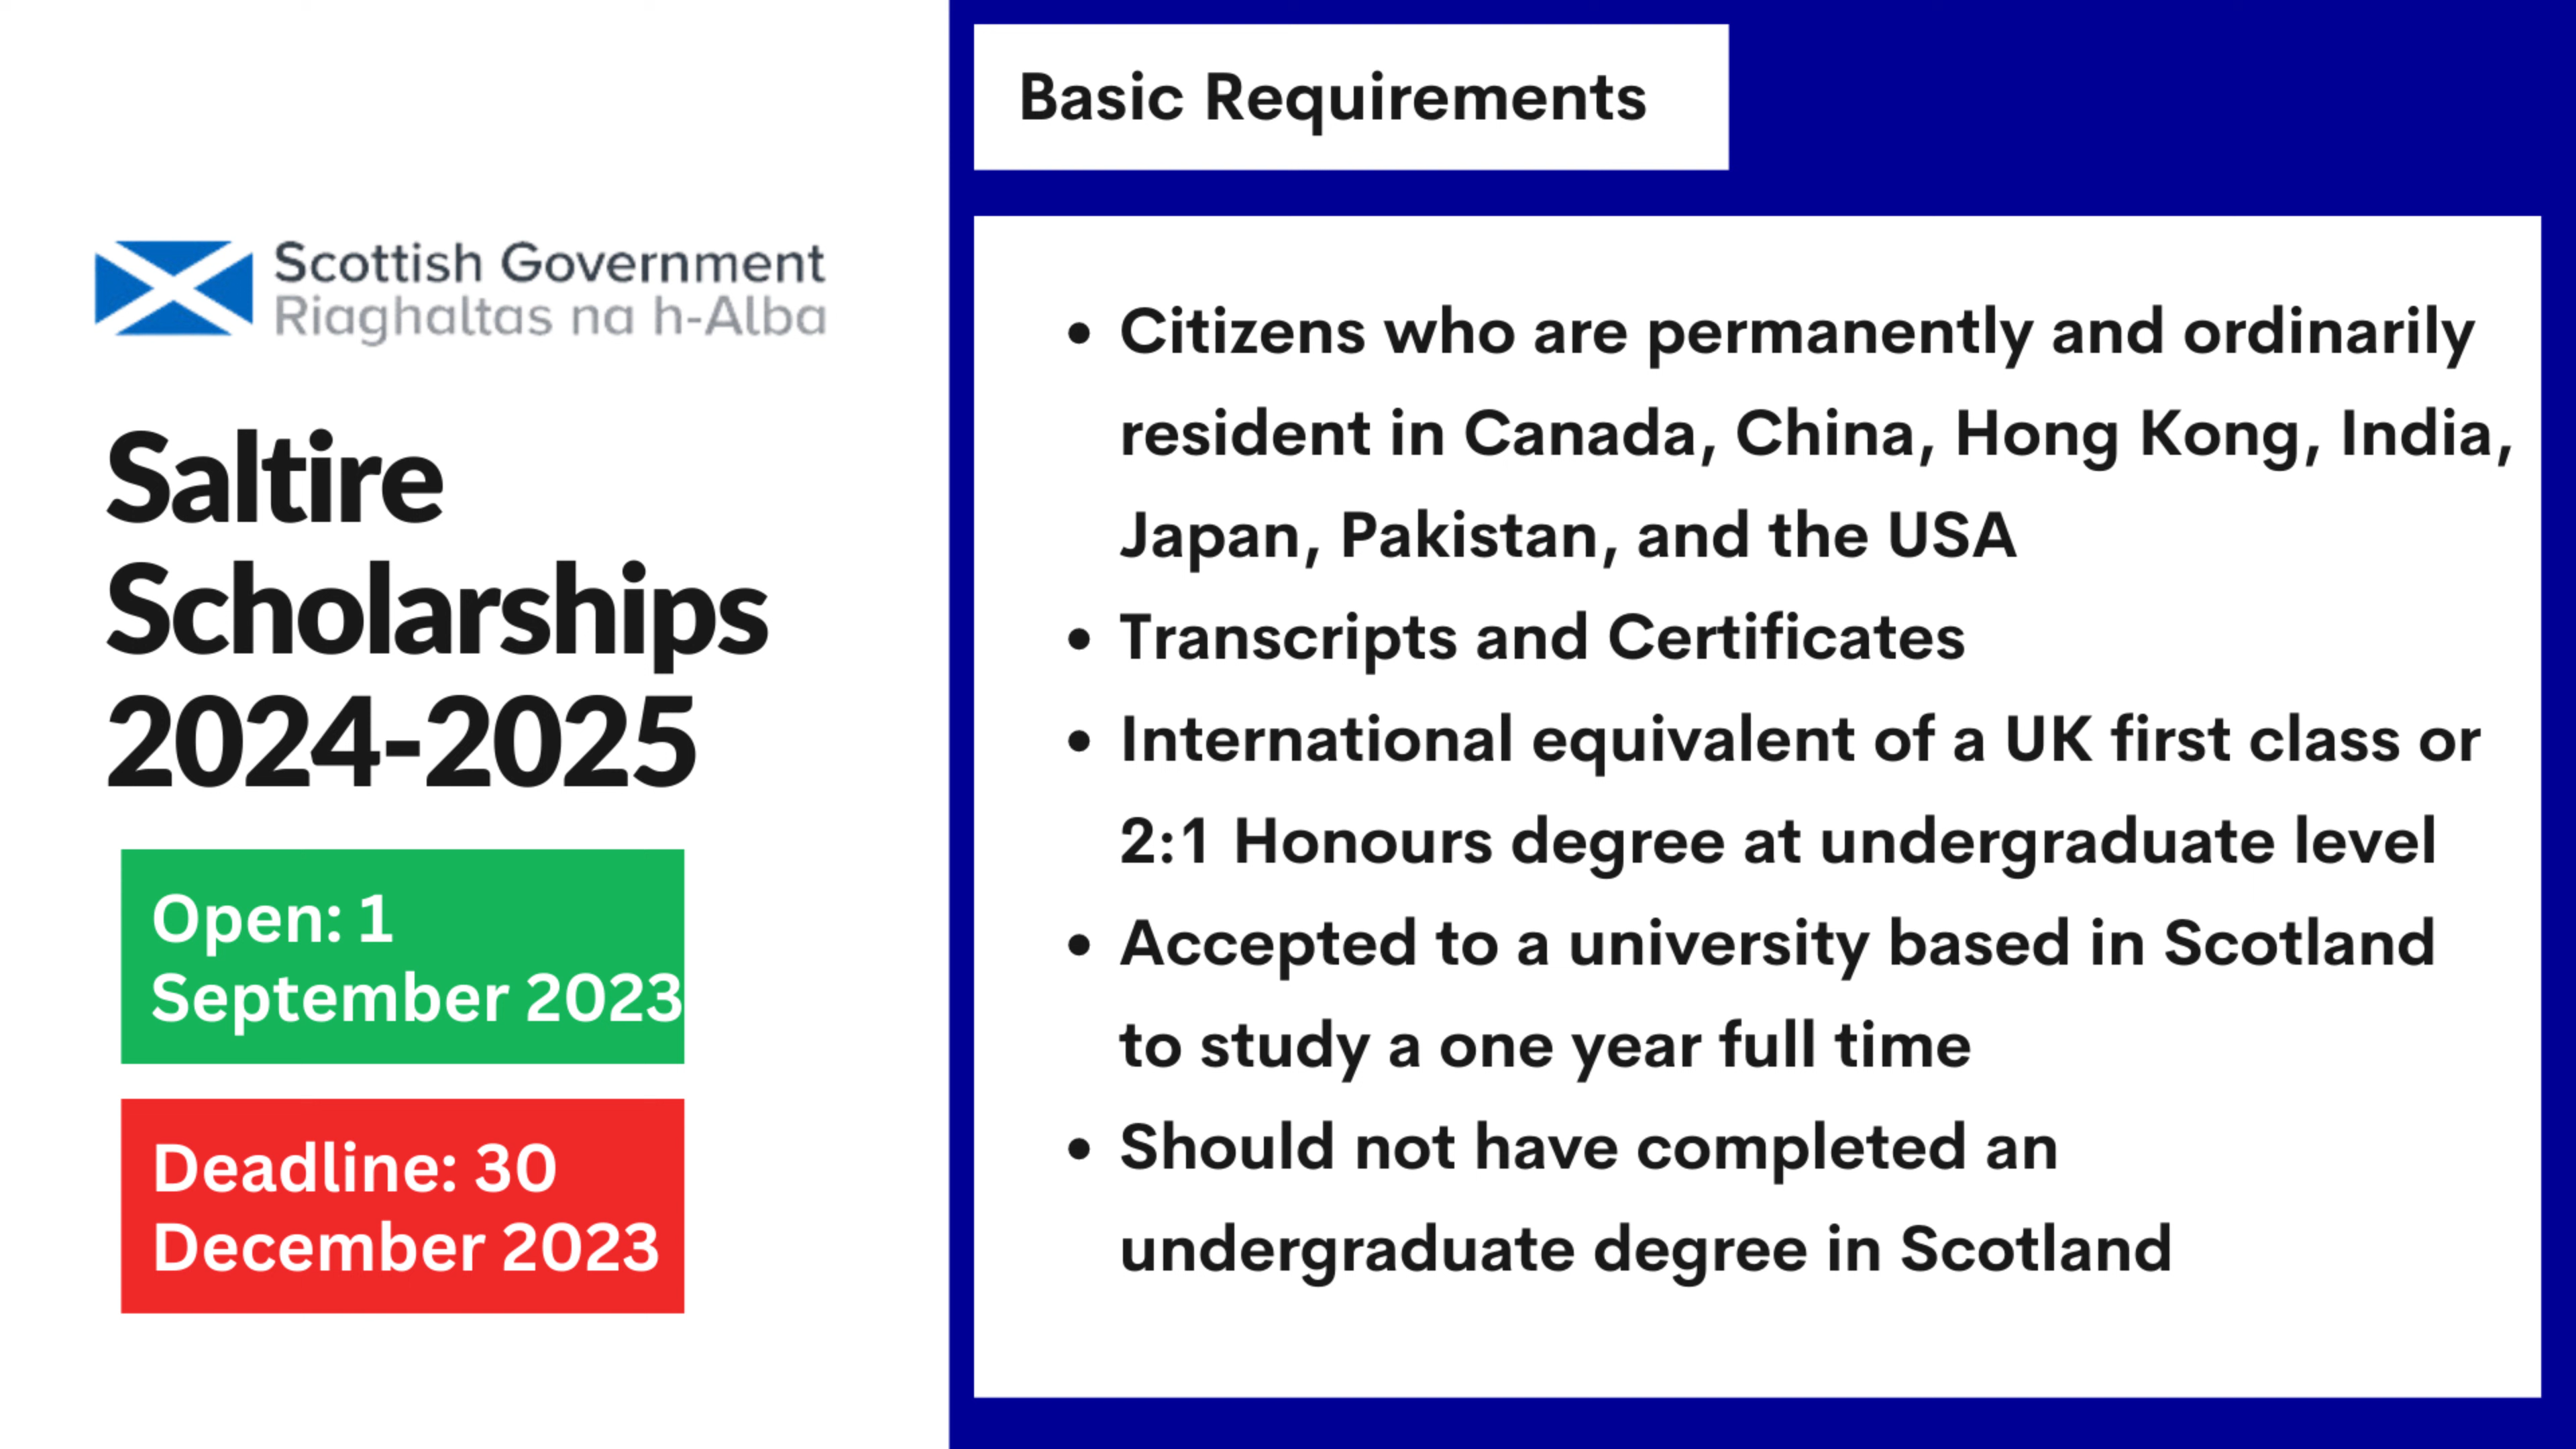 Scottish Government
Riaghaltas na h-Alba
Saltire
Scholarships
2024-2025
Open: 1
September 2023
Deadline: 30
December 2023
Basic Requirements
• Citizens who are permanently and ordinarily
resident in Canada, China, Hong Kong, India,
Japan, Pakistan, and the USA
• Transcripts and Certificates
• International equivalent of a UK first class or
2:1 Honours degree at undergraduate level
• Accepted to a university based in Scotland
to study a one year full time
• Should not have completed an
undergraduate degree in Scotland